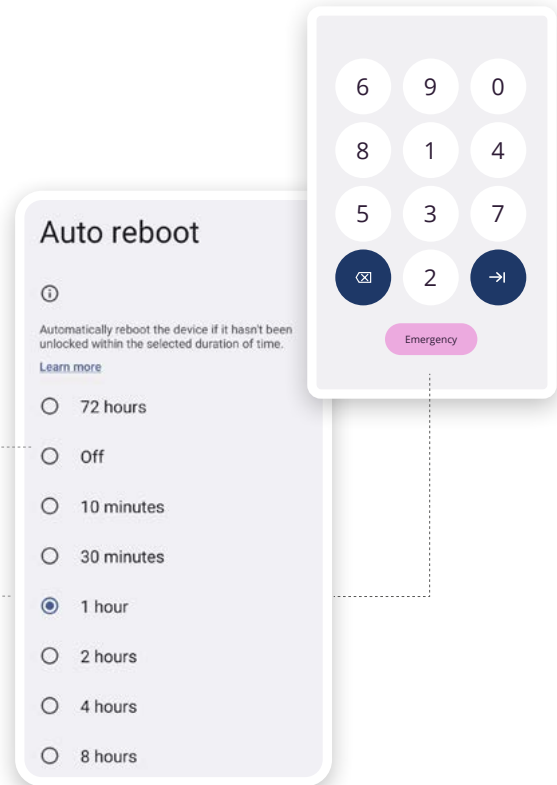 6 9 0
8 1 4
5 3 7
2
Emergency
Auto reboot
Automatically reboot the device if it hasn't been
unlocked within the selected duration of time.
Learn more
72 hours
Off
10 minutes
30 minutes
1 hour
2 hours
4 hours
8 hours